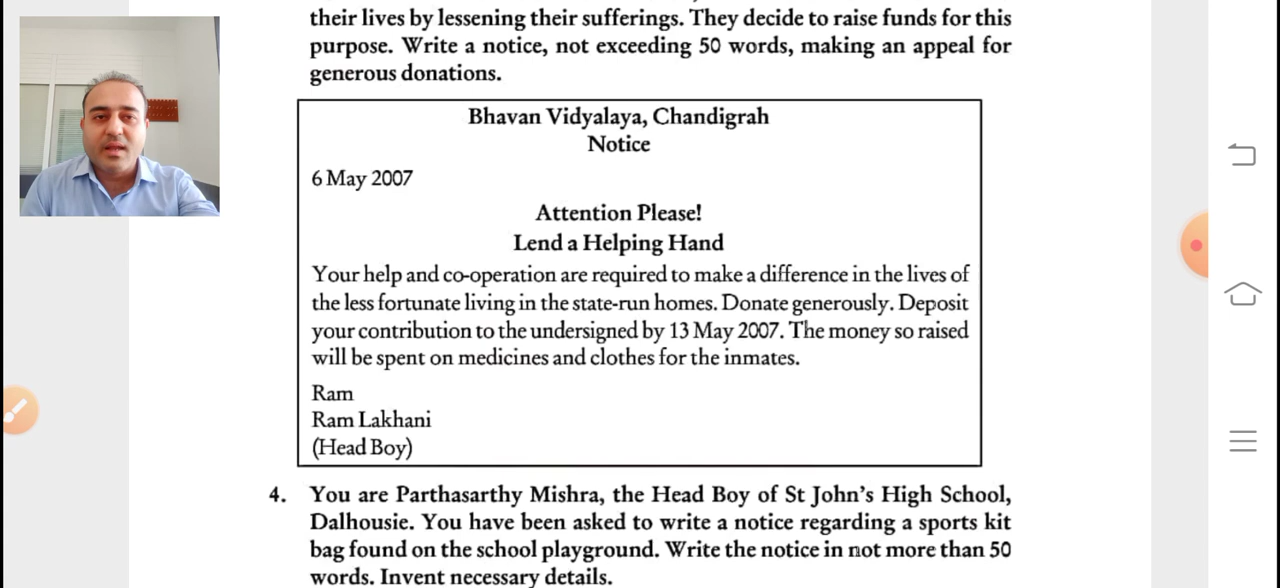 their lives by lessening their sufferings. They decide to raise funds for this
purpose. Write a notice, not exceeding 50 words, making an appeal for
generous donations.
Bhavan Vidyalaya, Chandigrah
Notice
6 May 2007
Attention Please!
Lend a Helping Hand
Your help and co-operation are required to make a difference in the lives of
the less fortunate living in the state-run homes. Donate generously. Deposit
your contribution to the undersigned by 13 May 2007. The money so raised
will be spent on medicines and clothes for the inmates.
Ram
Ram Lakhani
(Head Boy)
4. You are Parthasarthy Mishra, the Head Boy of St John's High School,
Dalhousie. You have been asked to write a notice regarding a sports kit
bag found on the school playground. Write the notice in not more than 50
words. Invent necessary details.